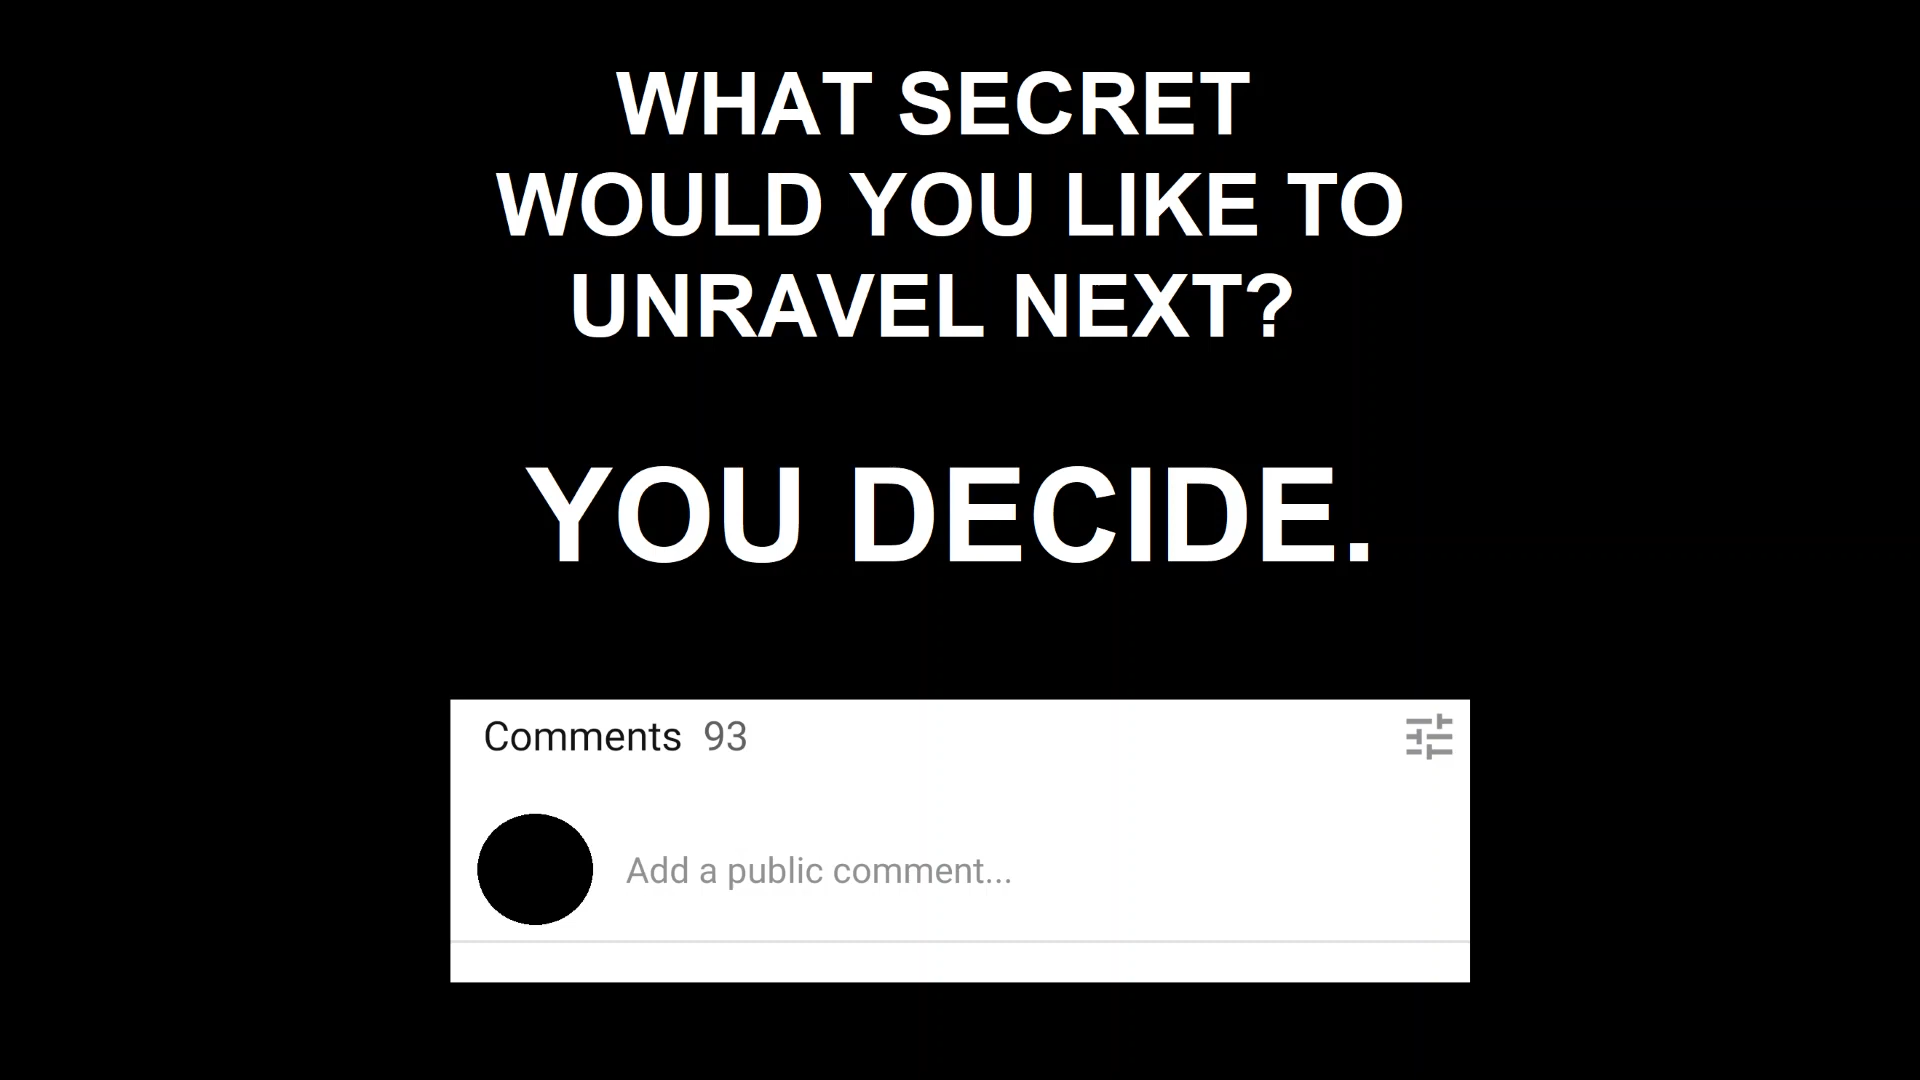 WHAT SECRET
WOULD YOU LIKE TO
UNRAVEL NEXT?
YOU DECIDE.
Comments 93
Add a public comment...